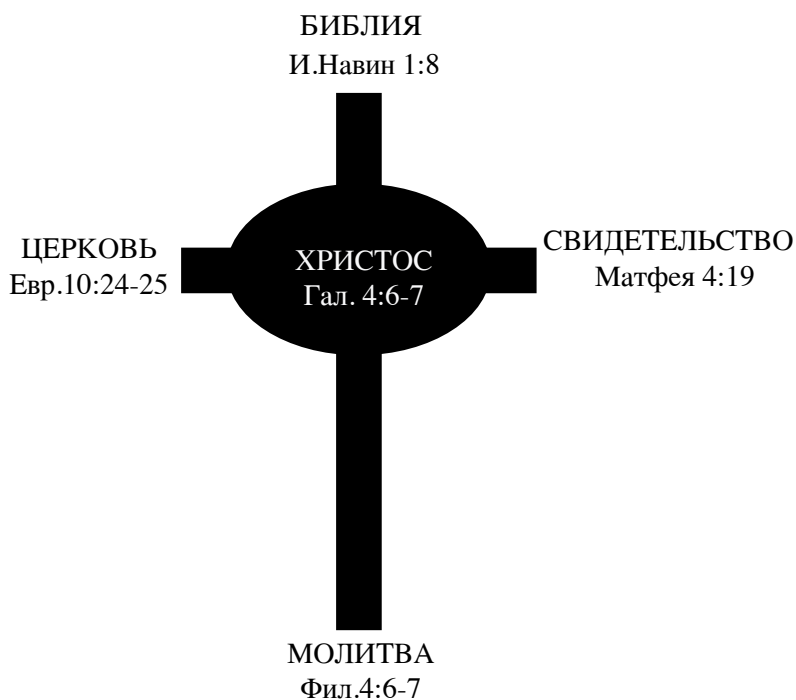 БИБЛИЯ
И.Навин 1:8
ЦЕРКОВЬ
Евр.10:24-25
ХРИСТОС
Гал. 4:6-7
СВИДЕТЕЛЬСТВО
Матфея 4:19
МОЛИТВА
Фил.4:6-7